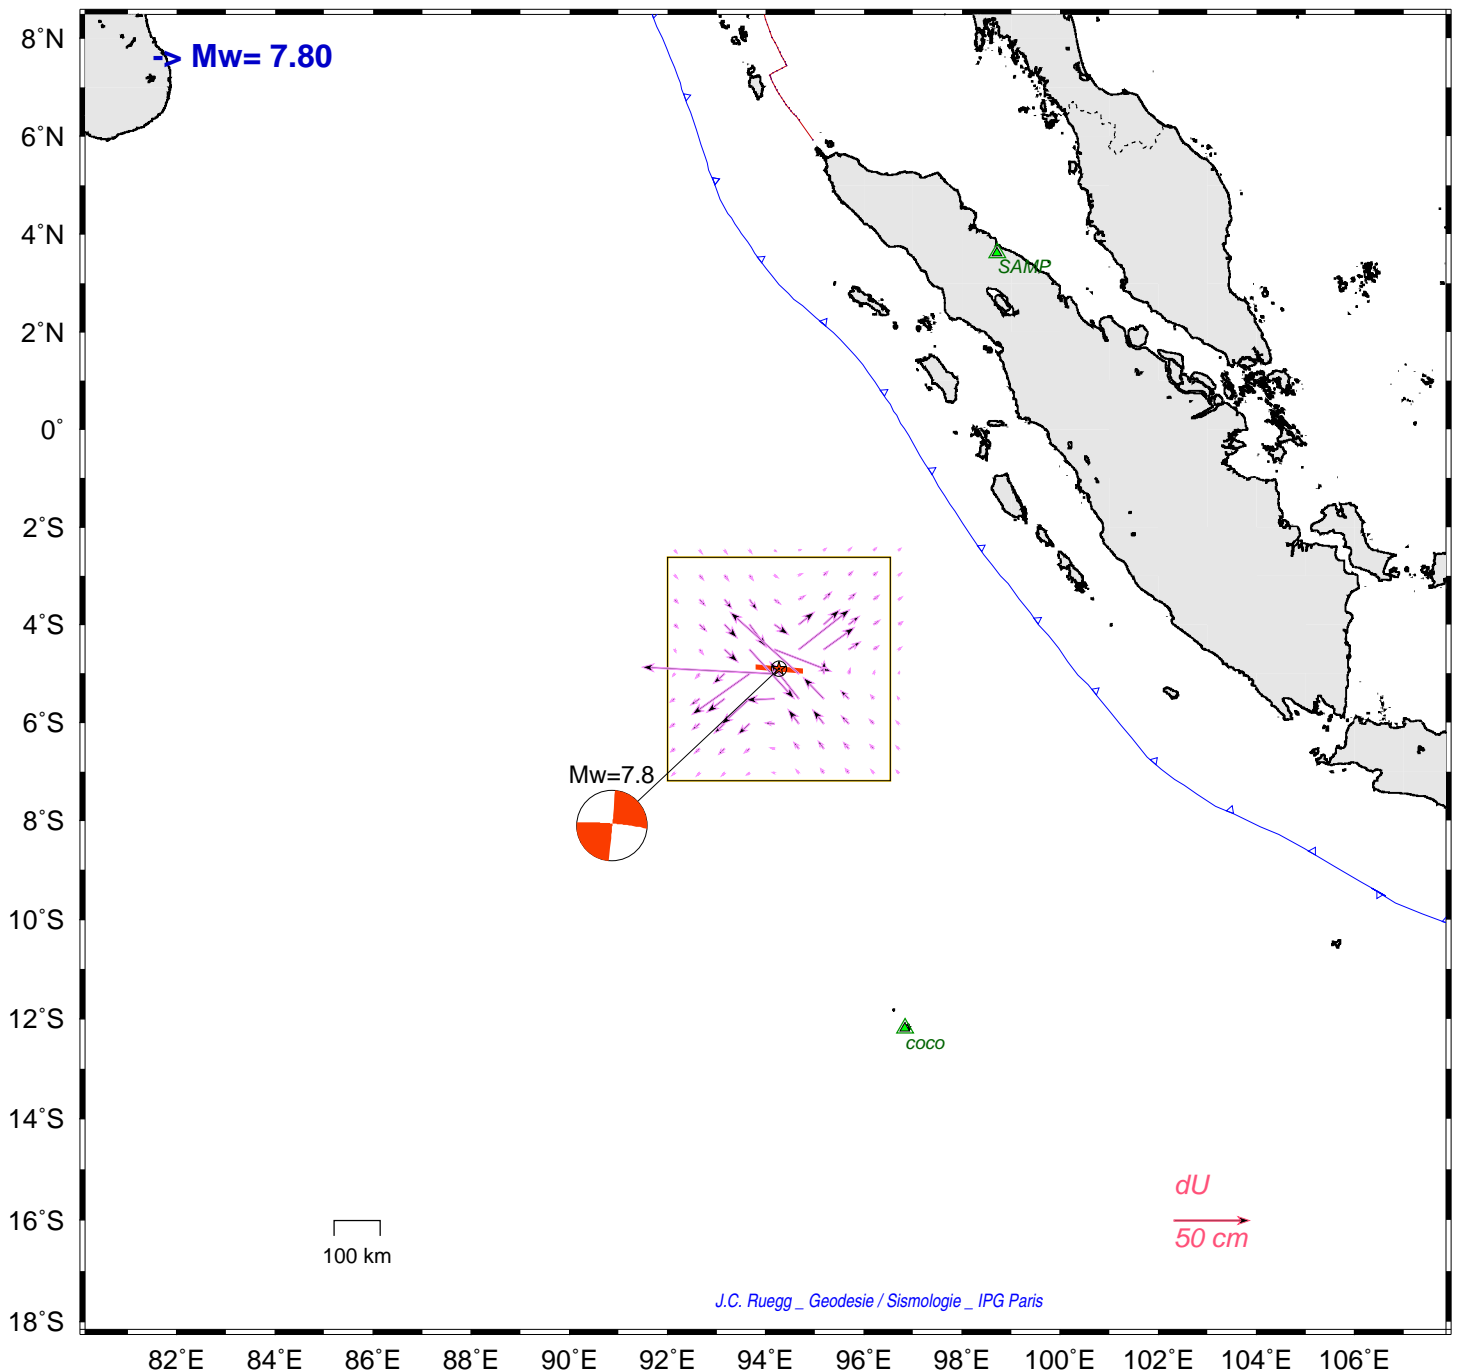 -> Mw= 7.80
8˚N
6˚N
4˚N
2˚N
0˚
2˚S
4˚S
6˚S
8˚S
10˚S
12˚S
14˚S
16˚S
18˚S
SAMP
Mw=7.8
coco
dU
50 cm
100 km
J.C. Ruegg _ Geodesie / Sismologie _ IPG Paris
82˚E 84˚E 86˚E 88˚E 90˚E 92˚E 94˚E 96˚E 98˚E 100˚E 102˚E 104˚E 106˚E